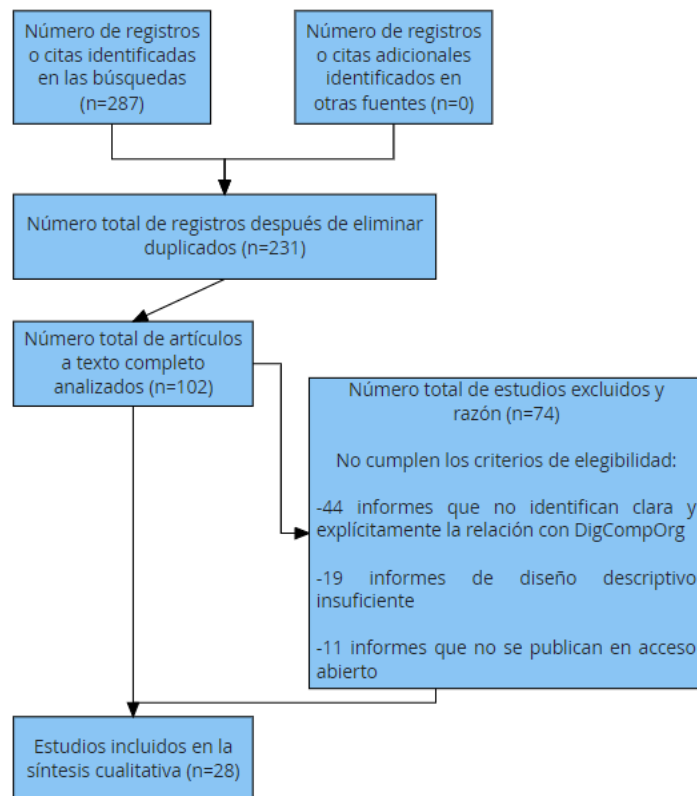 Número de registros
o citas identificadas
en las búsquedas
(n=287)
Número de registros
o citas adicionales
identificados en
otras fuentes (n=0)
Número total de registros después de eliminar
duplicados (n=231)
Número total de artículos
a texto completo
analizados (n=102)
Número total de estudios excluidos y
razón (n=74)
No cumplen los criterios de elegibilidad:
-44 informes que no identifican clara y
explícitamente la relación con DigCompOrg
-19 informes de diseño descriptivo
insuficiente
-11 informes que no se publican en acceso
abierto
Estudios incluidos en la
síntesis cualitativa (n=28)